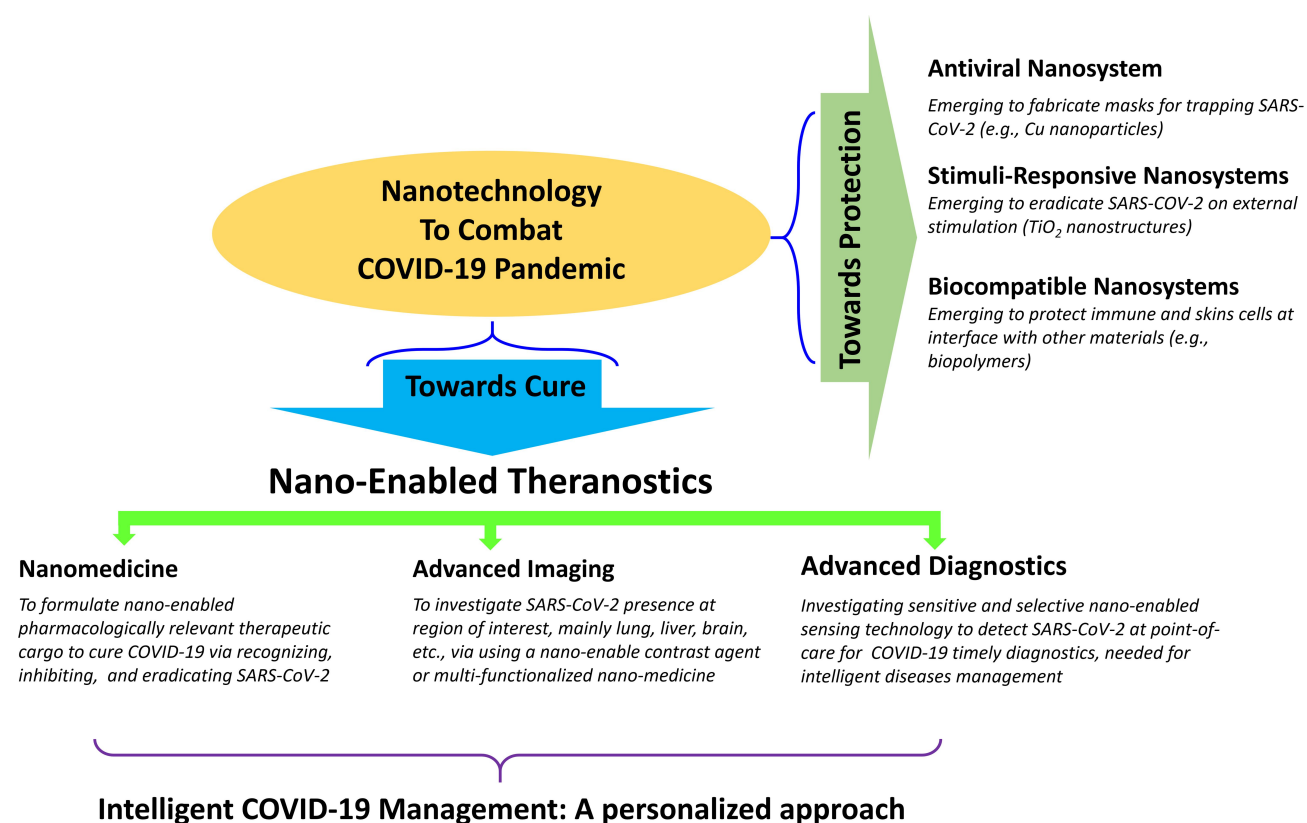 Nanotechnology
To Combat
COVID-19 Pandemic
Towards Protection
Antiviral Nanosystem
Emerging to fabricate masks for trapping SARS-
CoV-2 (e.g., Cu nanoparticles)
Stimuli-Responsive Nanosystems
Emerging to eradicate SARS-COV-2 on external
stimulation (TiO₂ nanostructures)
Biocompatible Nanosystems
Emerging to protect immune and skins cells at
interface with other materials (e.g.,
biopolymers)
Towards Cure
Nano-Enabled Theranostics
Nanomedicine
To formulate nano-enabled
pharmacologically relevant therapeutic
cargo to cure COVID-19 via recognizing,
inhibiting, and eradicating SARS-CoV-2
Advanced Imaging
To investigate SARS-CoV-2 presence at
region of interest, mainly lung, liver, brain,
etc., via using a nano-enable contrast agent
or multi-functionalized nano-medicine
Advanced Diagnostics
Investigating sensitive and selective nano-enabled
sensing technology to detect SARS-CoV-2 at point-of-
care for COVID-19 timely diagnostics, needed for
intelligent diseases management
Intelligent COVID-19 Management: A personalized approach